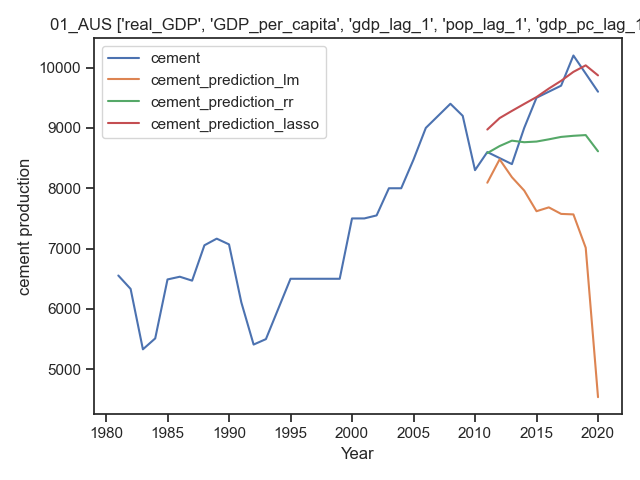 01_AUS ['real_GDP', 'GDP_per_capita', 'gdp_lag_1', 'pop_lag_1', 'gdp_pc_lag_1
cement
cement_prediction_lm
cement_prediction_rr
cement_prediction_lasso
cement production
10000
9000
8000
7000
6000
5000
1980 1985 1990 1995 2000 2005 2010 2015 2020
Year